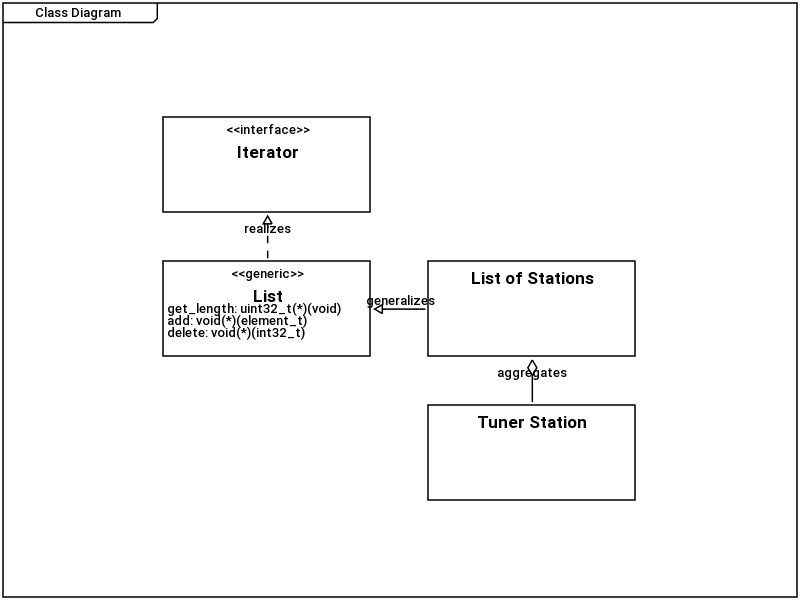 Class Diagram
<<interface>>
Iterator
realizes
<<generic>>
List
get_length: uint32_t(*)(void)
add: void(*)(element_t)
delete: void(*)(int32_t)
generalizes
List of Stations
aggregates
Tuner Station